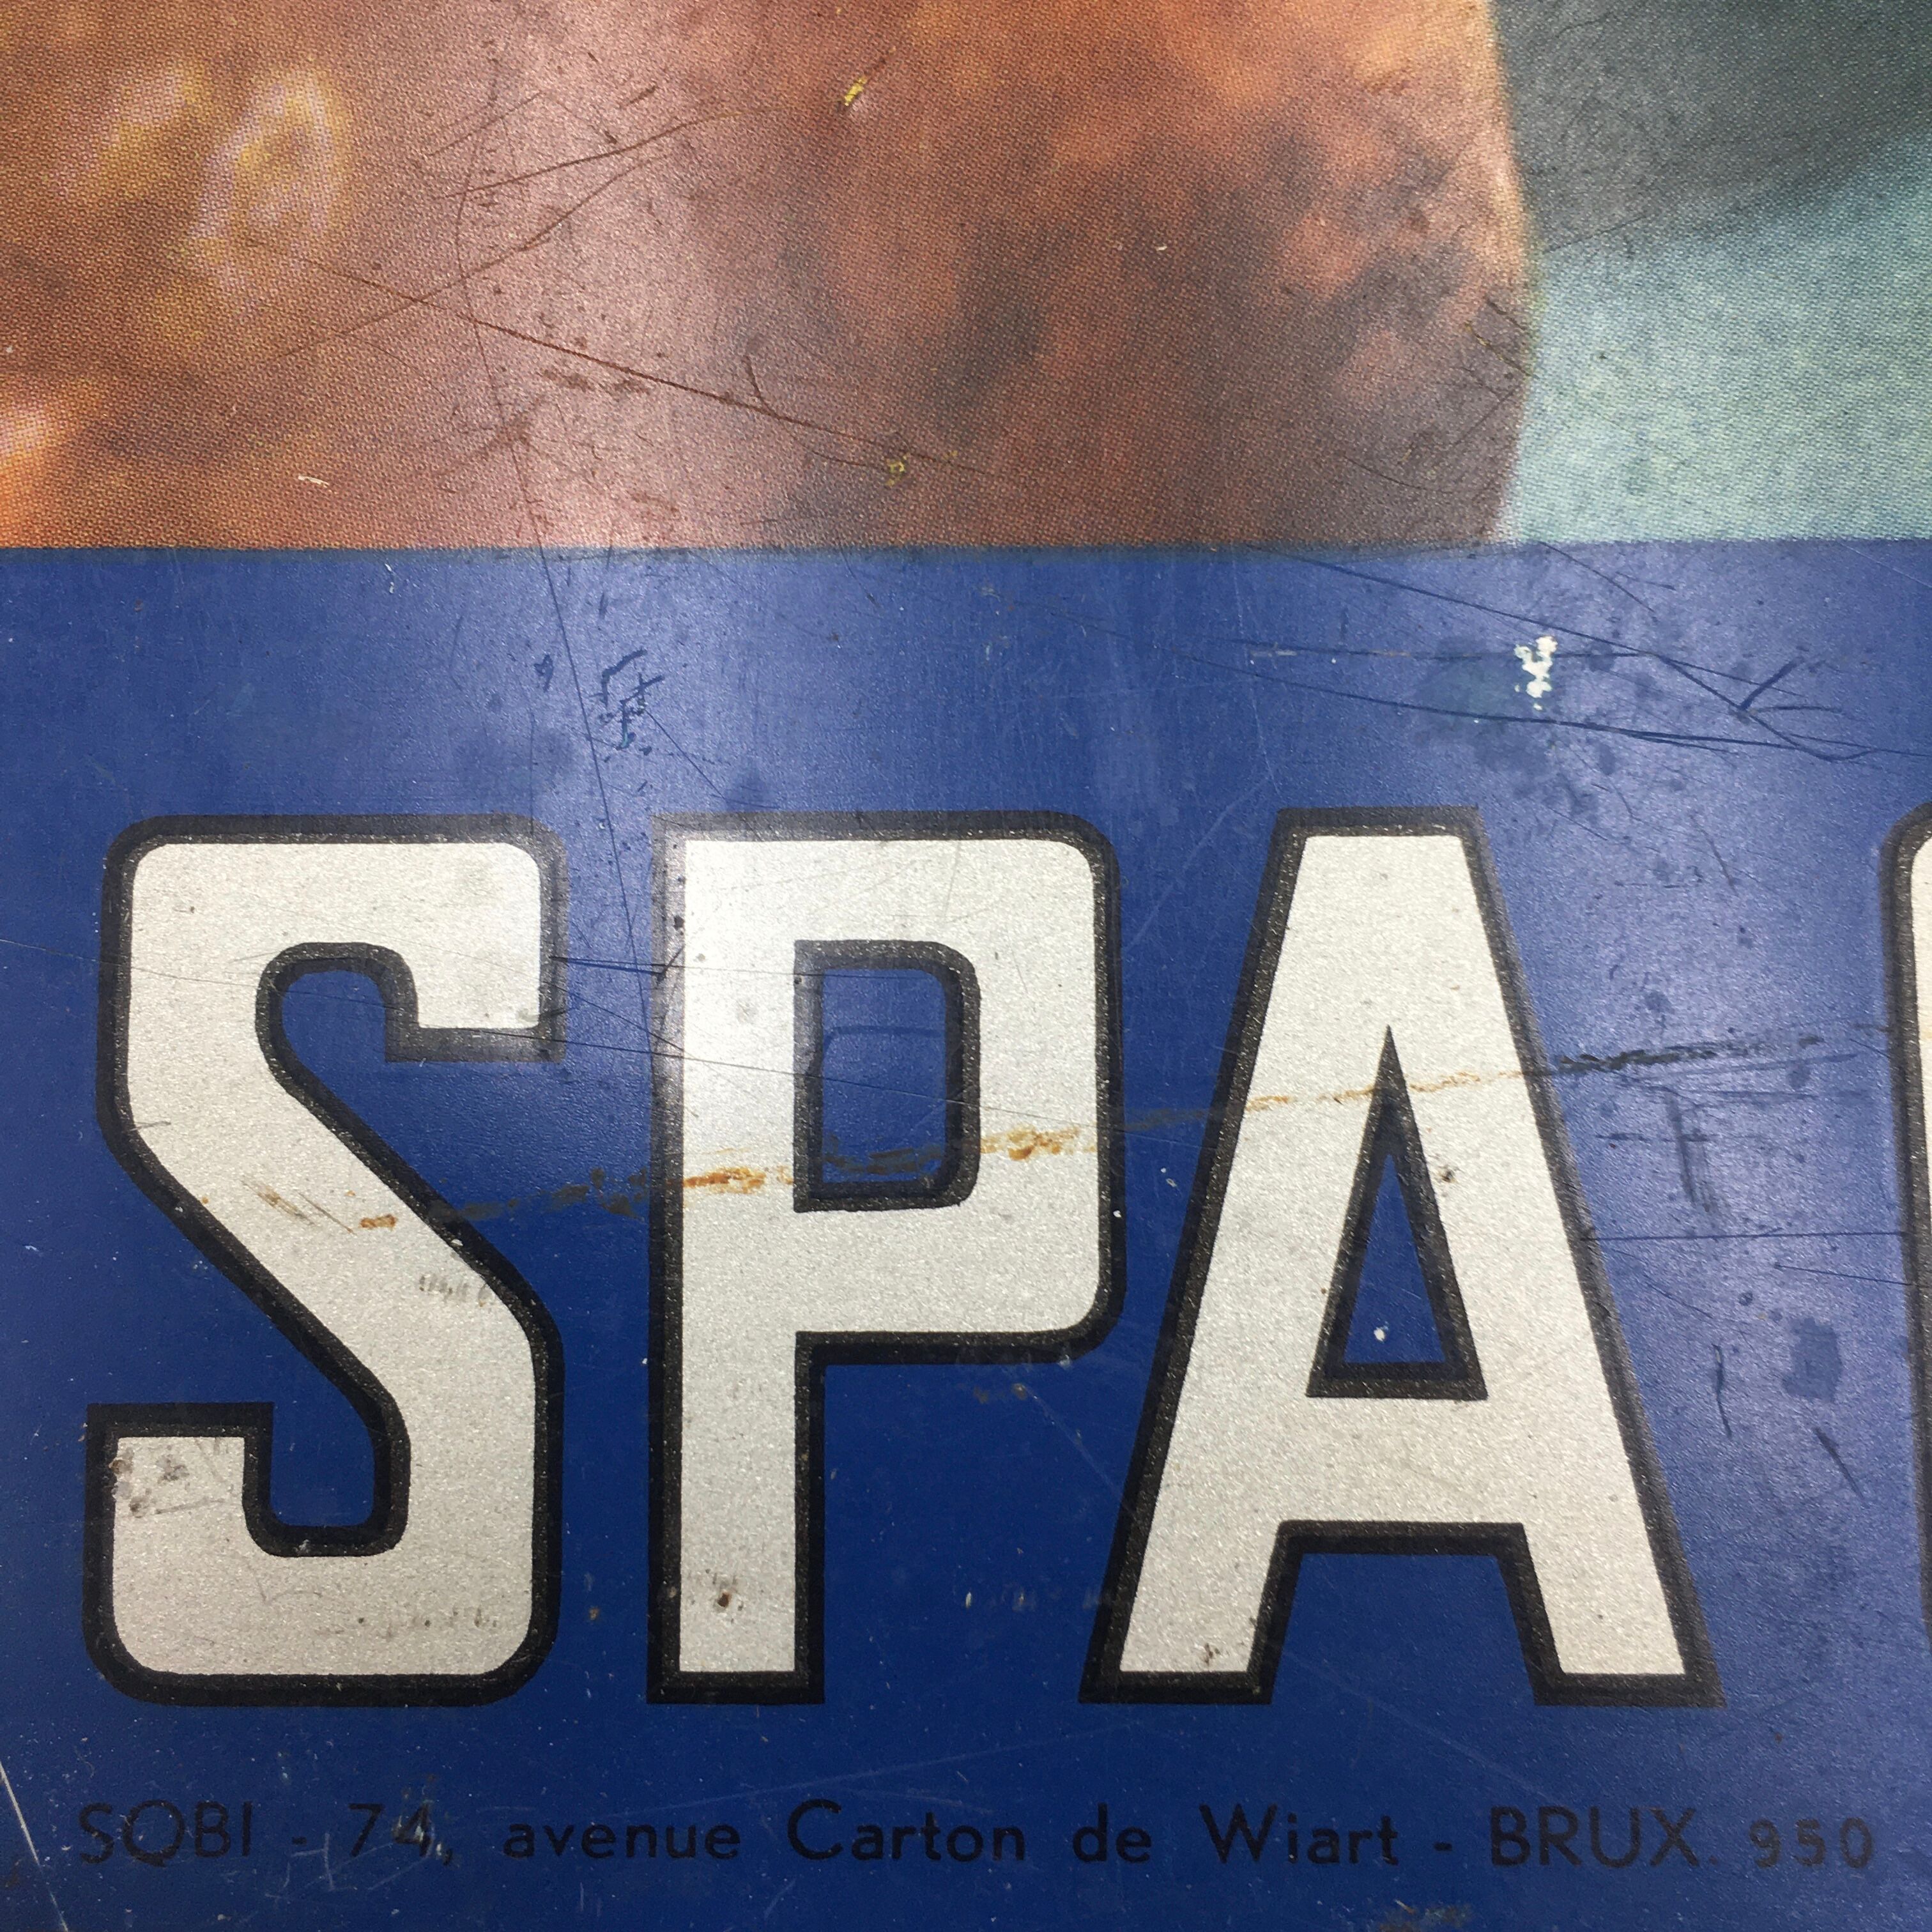 SPA
SOBI - 74, avenue Carton de Wiart - BRUX. 950